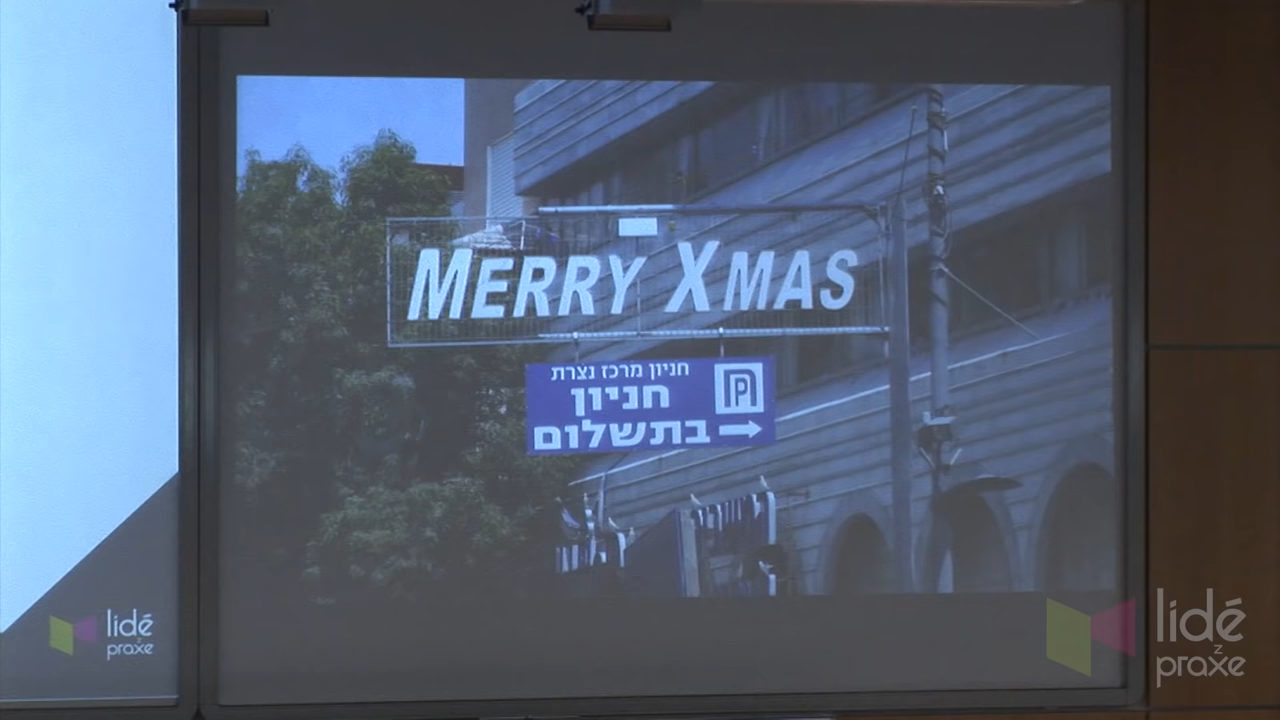 MERRY XMAS
חניון מרכז נצרת
חניון
בתשלום
P
lidé
z
praxe
lidé
z
praxe